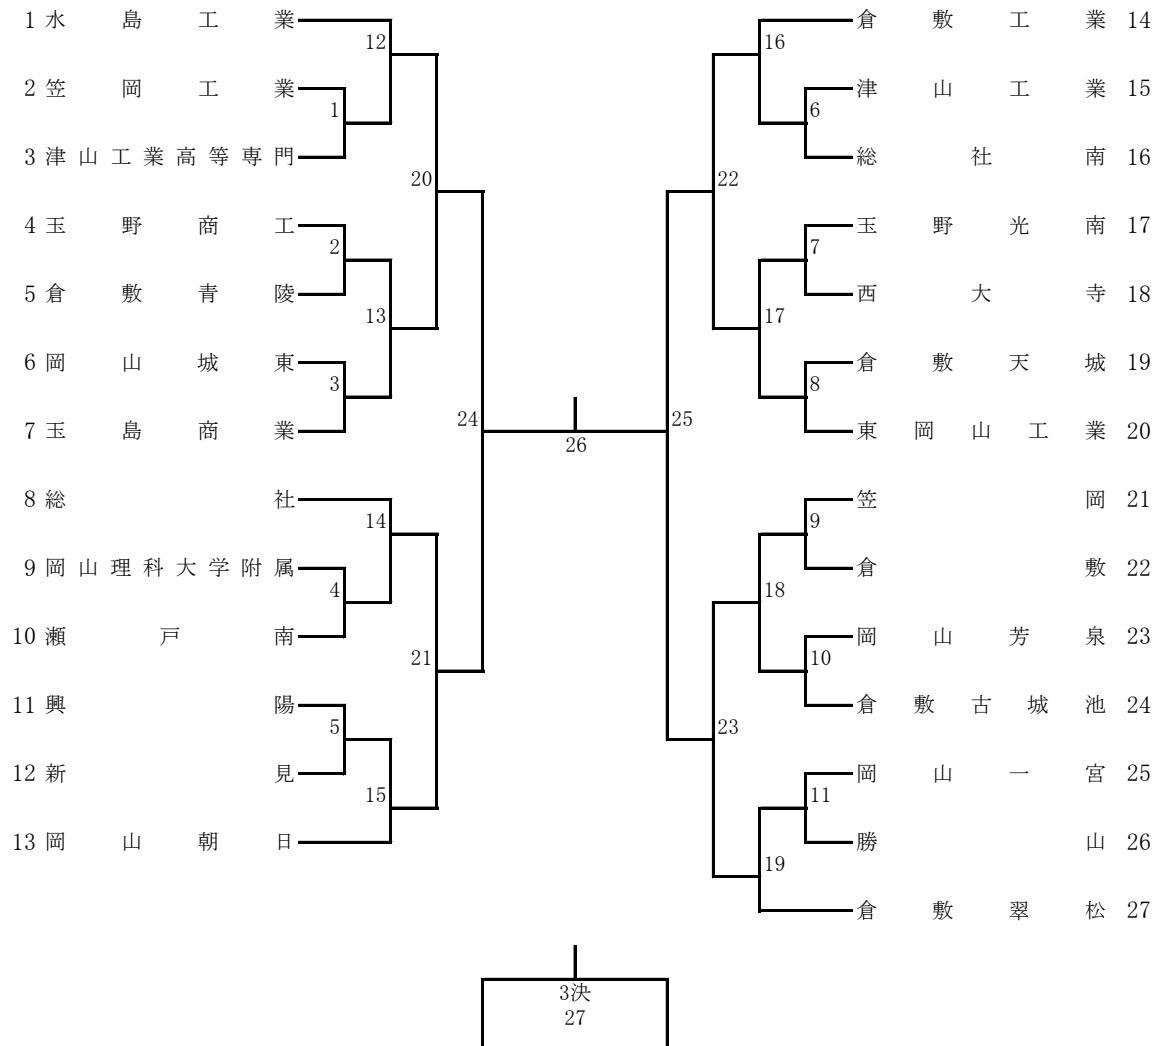 1 水島工業
2 笠岡工業
3 津山工業高等専門
4 玉野商工
5 倉敷青陵
6 岡山城東
7 玉島商業
8 総社
9 岡山理科大学附属
10 瀬戸南
11 興陽
12 新見
13 岡山朝日
12
1
20
2
13
3
24
14
4
21
5
15
26
倉敷工業 14
津山工業 15
総社南 16
玉野光南 17
西大寺 18
倉敷天城 19
東岡山工業 20
笠岡 21
倉敷 22
岡山芳泉 23
倉敷古城池 24
岡山一宮 25
勝山 26
倉敷翠松 27
16
6
22
7
17
8
25
9
18
10
23
11
19
3決
27